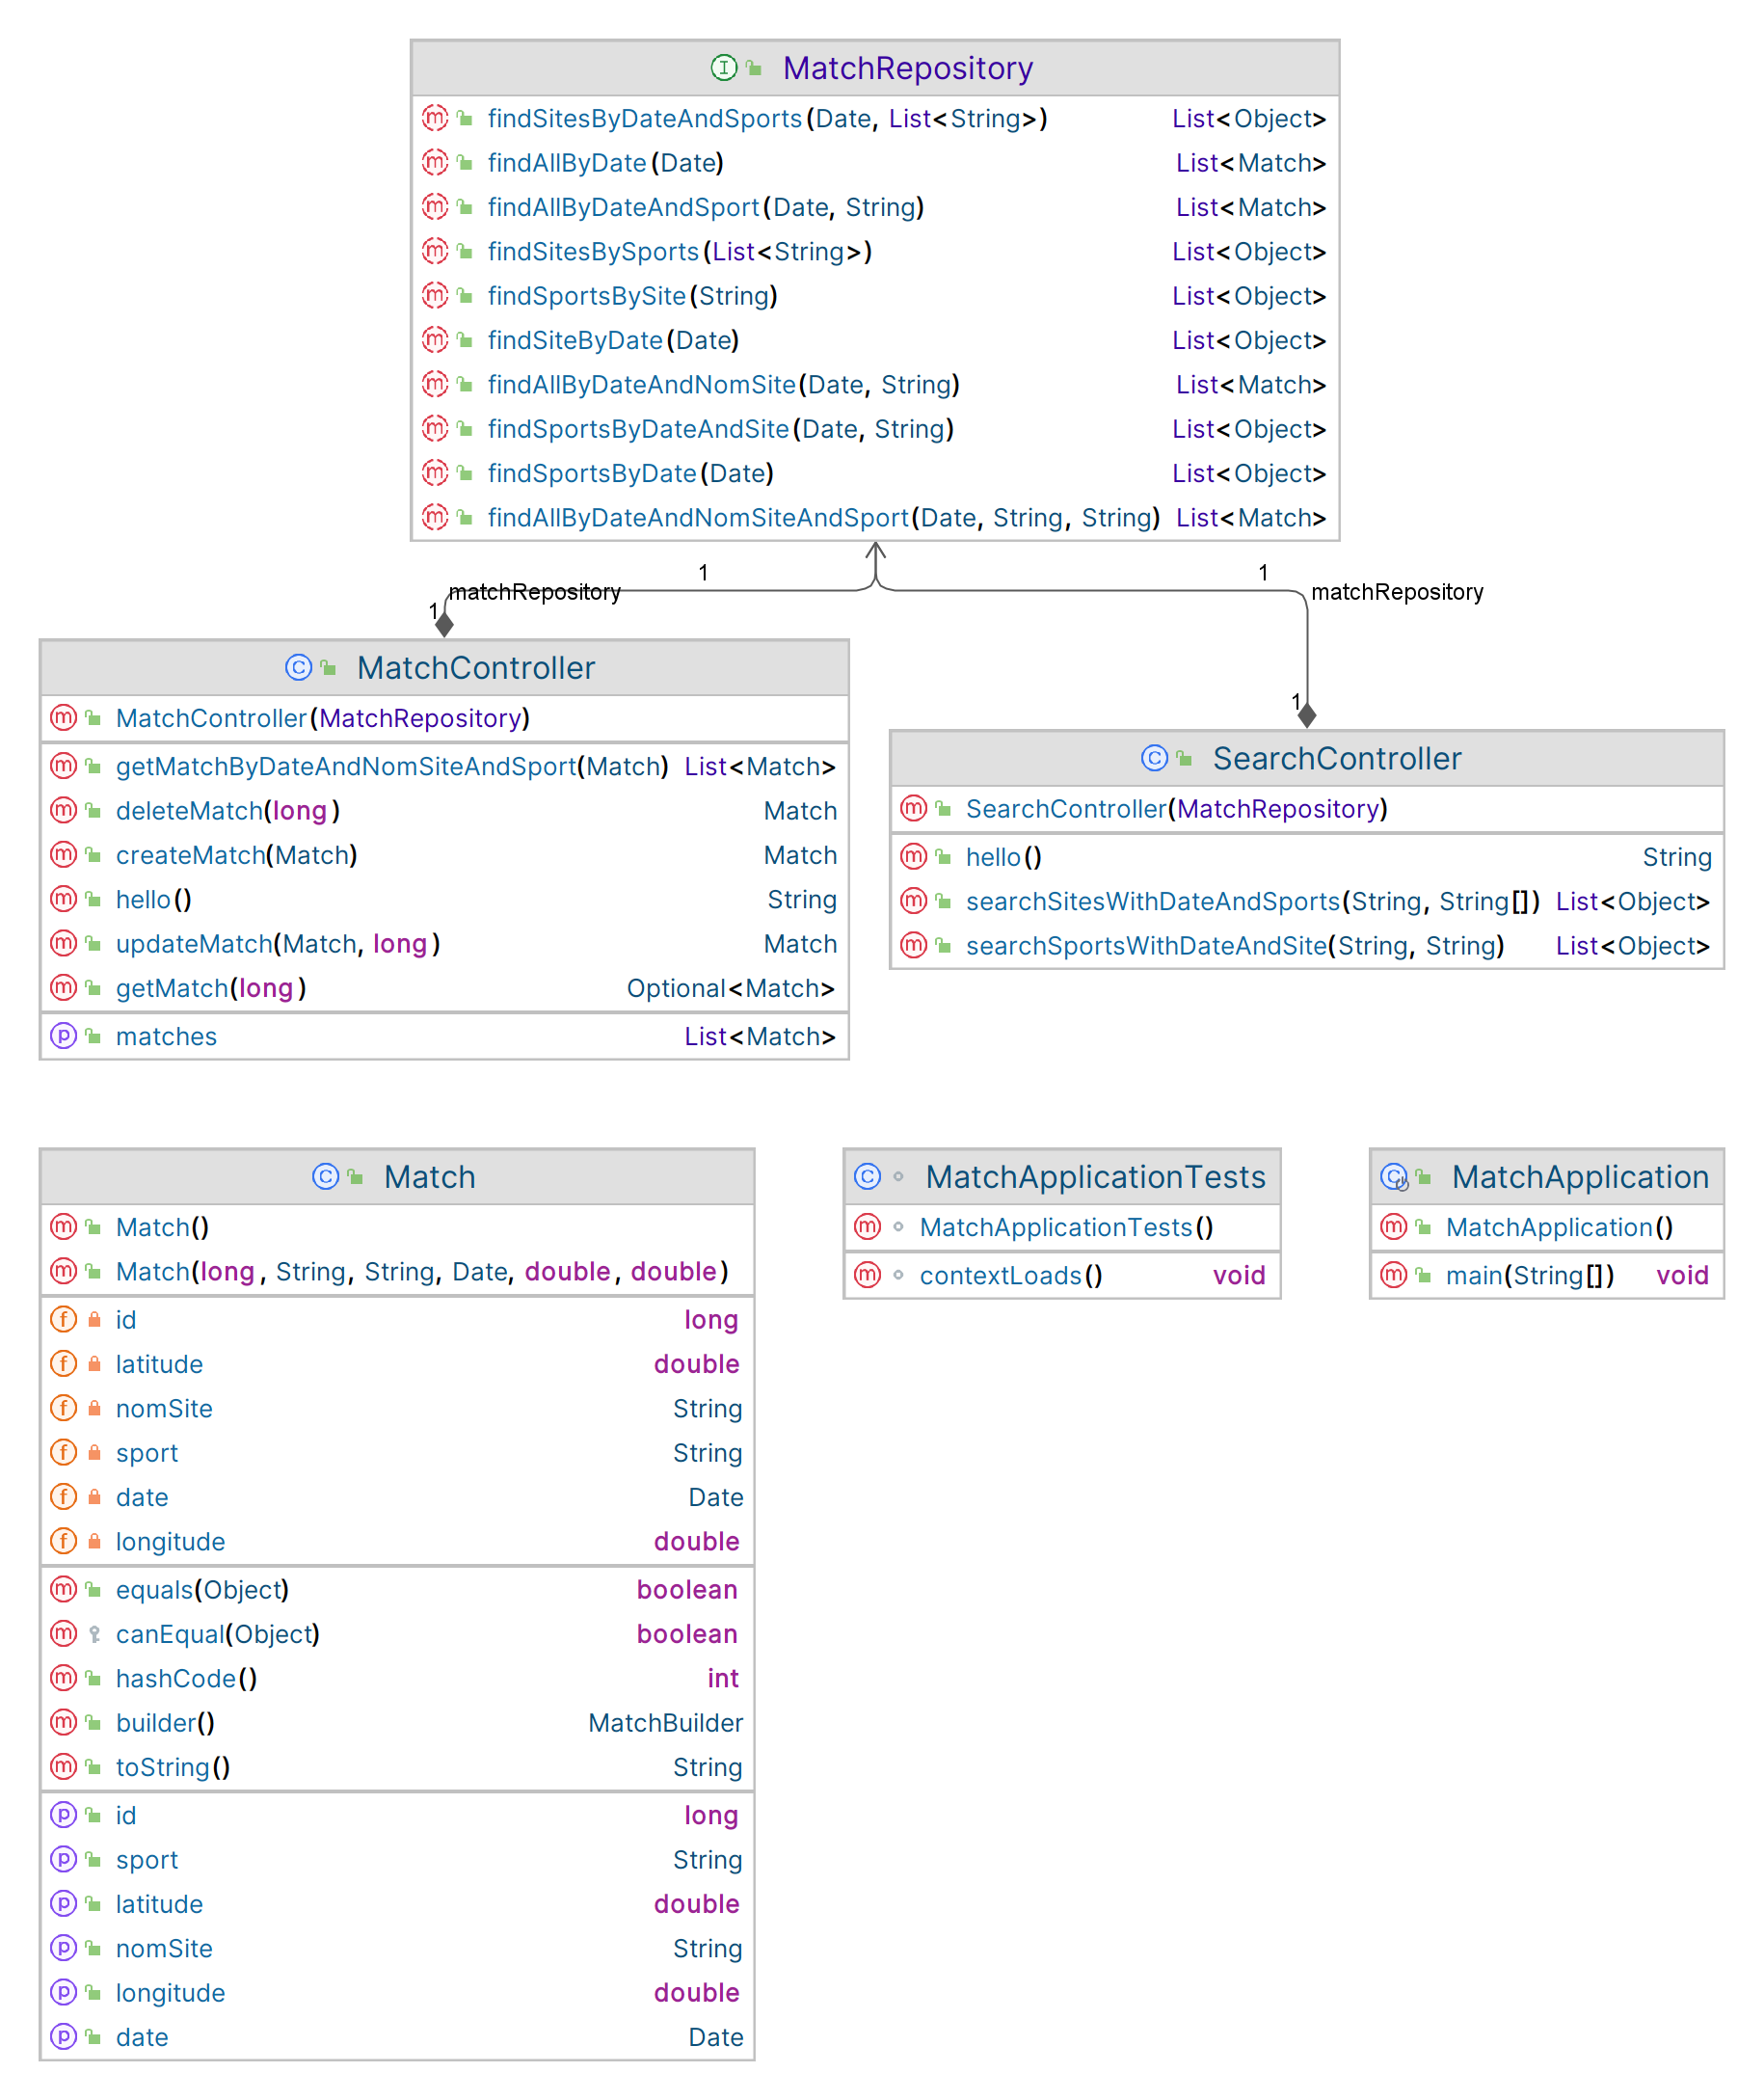 MatchRepository
findSitesByDateAndSports(Date, List<String>) List<Object>
findAllByDate(Date) List<Match>
findAllByDateAndSport(Date, String) List<Match>
findSitesBySports(List<String>) List<Object>
findSportsBySite(String) List<Object>
findSiteByDate(Date) List<Object>
findAllByDateAndNomSite(Date, String) List<Match>
findSportsByDateAndSite(Date, String) List<Object>
findSportsByDate(Date) List<Object>
findAllByDateAndNomSiteAndSport(Date, String, String) List<Match>
1
1
matchRepository
matchRepository
1
1
MatchController
MatchController(MatchRepository)
getMatchByDateAndNomSiteAndSport(Match) List<Match>
deleteMatch(long) Match
createMatch(Match) Match
hello() String
updateMatch(Match, long) Match
getMatch(long) Optional<Match>
matches List<Match>
SearchController
SearchController(MatchRepository)
hello() String
searchSitesWithDateAndSports(String, String[]) List<Object>
searchSportsWithDateAndSite(String, String) List<Object>
Match
Match()
Match(long, String, String, Date, double, double)
id long
latitude double
nomSite String
sport String
date Date
longitude double
equals(Object) boolean
canEqual(Object) boolean
hashCode() int
builder() MatchBuilder
toString() String
id long
sport String
latitude double
nomSite String
longitude double
date Date
MatchApplicationTests
MatchApplicationTests()
contextLoads() void
MatchApplication
MatchApplication()
main(String[]) void